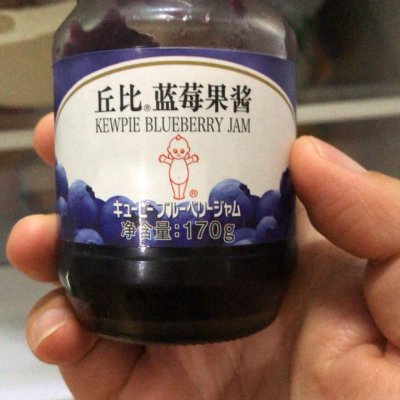 丘比® 蓝莓果酱
KEWPIE BLUEBERRY JAM
®
キューピー ブルーベリージャム
净含量:170g